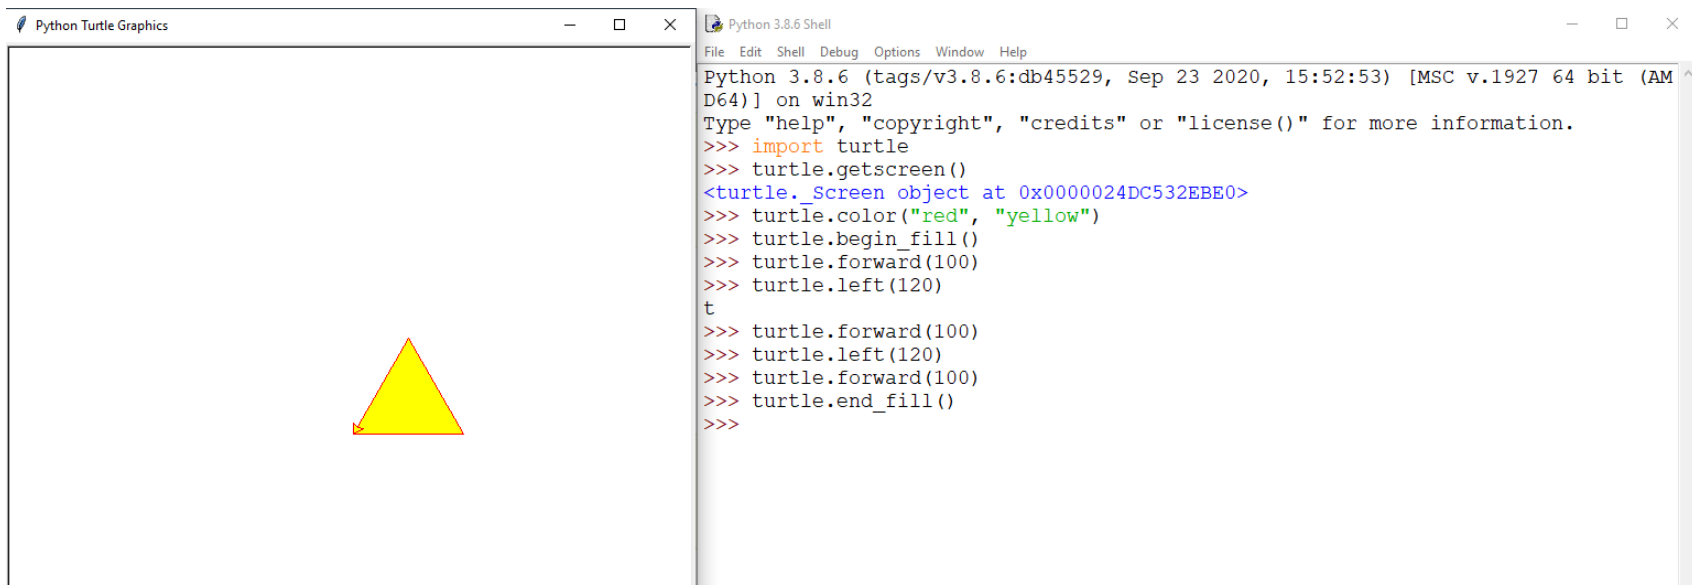 Python Turtle Graphics
Python 3.8.6 Shell
File Edit Shell Debug Options Window Help
Python 3.8.6 (tags/v3.8.6:db45529, Sep 23 2020, 15:52:53) [MSC v.1927 64 bit (AM
D64)] on win32
Type "help", "copyright", "credits" or "license()" for more information.
>>> import turtle
>>> turtle.getscreen()
<turtle._Screen object at 0x0000024DC532EBE0>
>>> turtle.color("red", "yellow")
>>> turtle.begin_fill()
>>> turtle.forward(100)
>>> turtle.left(120)
t
>>> turtle.forward(100)
>>> turtle.left(120)
>>> turtle.forward(100)
>>> turtle.end_fill()
>>>